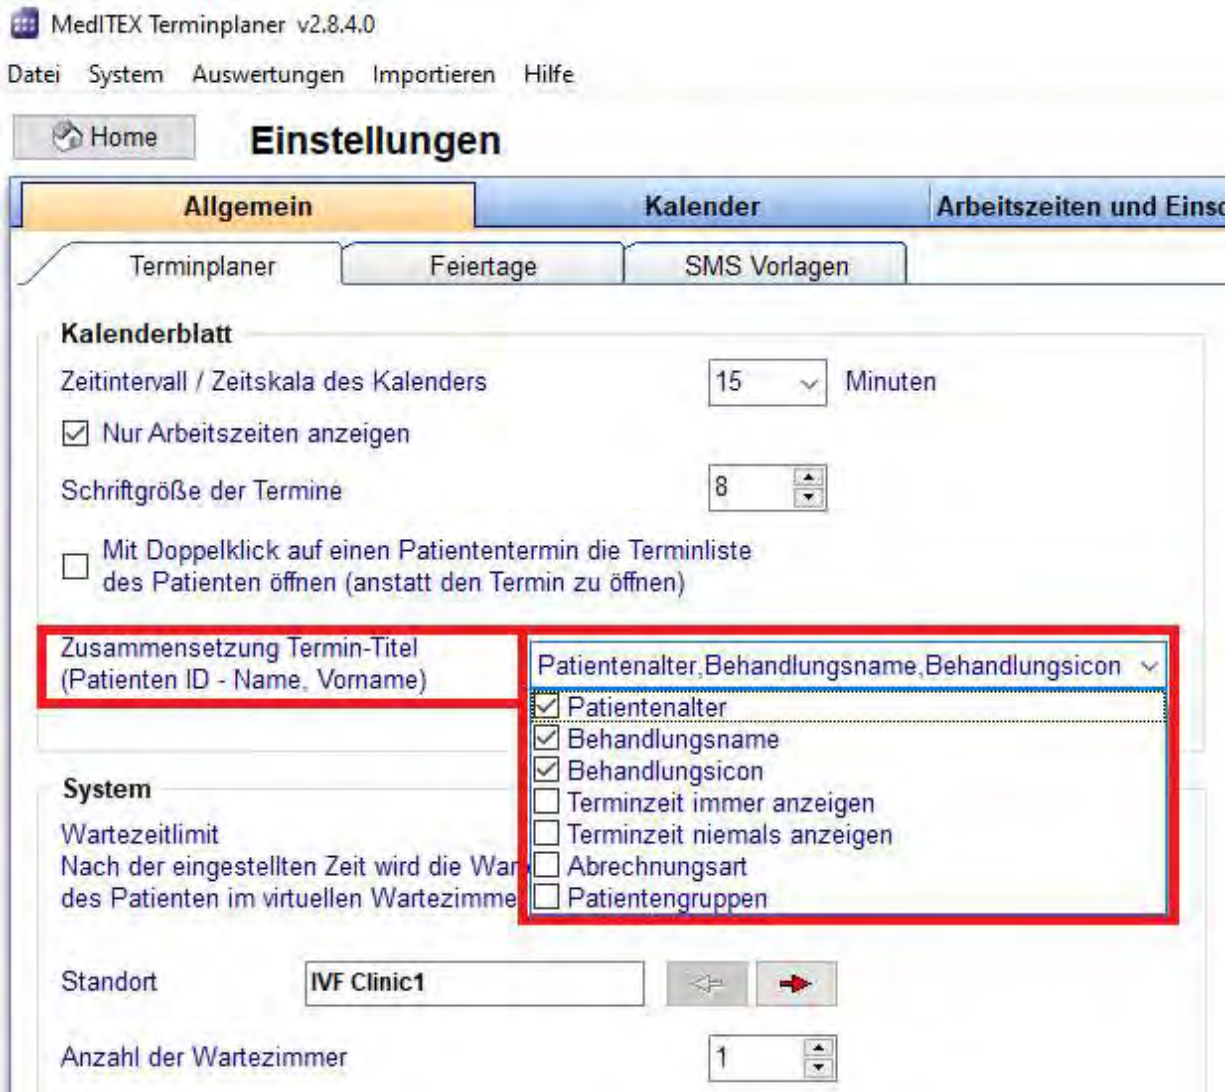 MedITEX Terminplaner v2.8.4.0
Datei System Auswertungen Importieren Hilfe
Home Einstellungen
Allgemein Kalender Arbeitszeiten und
Terminplaner Feiertage SMS Vorlagen
Kalenderblatt
Zeitintervall / Zeitskala des Kalenders 15 Minuten
Nur Arbeitszeiten anzeigen
Schriftgröße der Termine 8
Mit Doppelklick auf einen Patiententermin die Terminliste
des Patienten öffnen (anstatt den Termin zu öffnen)
Zusammensetzung Termin-Titel
(Patienten ID - Name, Vorname)
Patientenalter,Behandlungsname,Behandlungsicon
Patientenalter
Behandlungsname
Behandlungsicon
Terminzeit immer anzeigen
Terminzeit niemals anzeigen
Abrechnungsart
Patientengruppen
System
Wartezeitlimit
Nach der eingestellten Zeit wird die
des Patienten im virtuellen
Standort IVF Clinic1
Anzahl der Wartezimmer 1